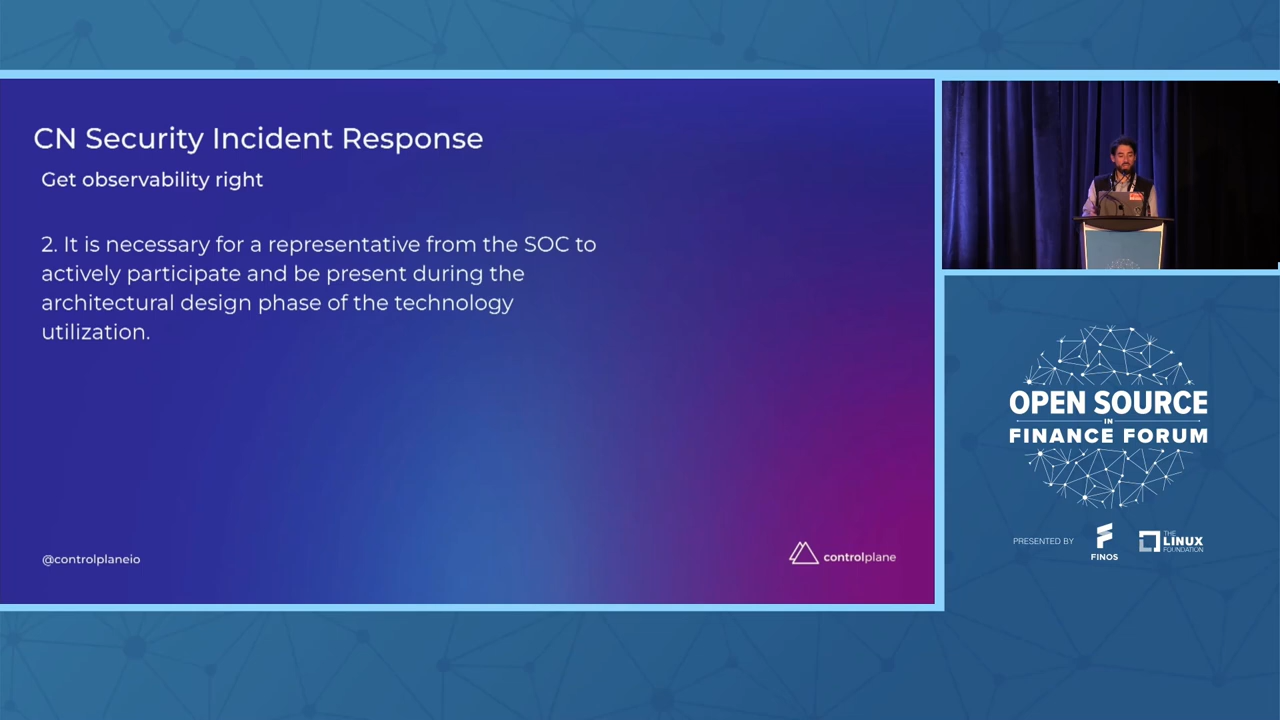 CN Security Incident Response
Get observability right
2. It is necessary for a representative from the SOC to
actively participate and be present during the
architectural design phase of the technology
utilization.
@controlplaneio
controlplane
OPEN SOURCE
IN
FINANCE FORUM
PRESENTED BY
FINOS
THE
LINUX
FOUNDATION